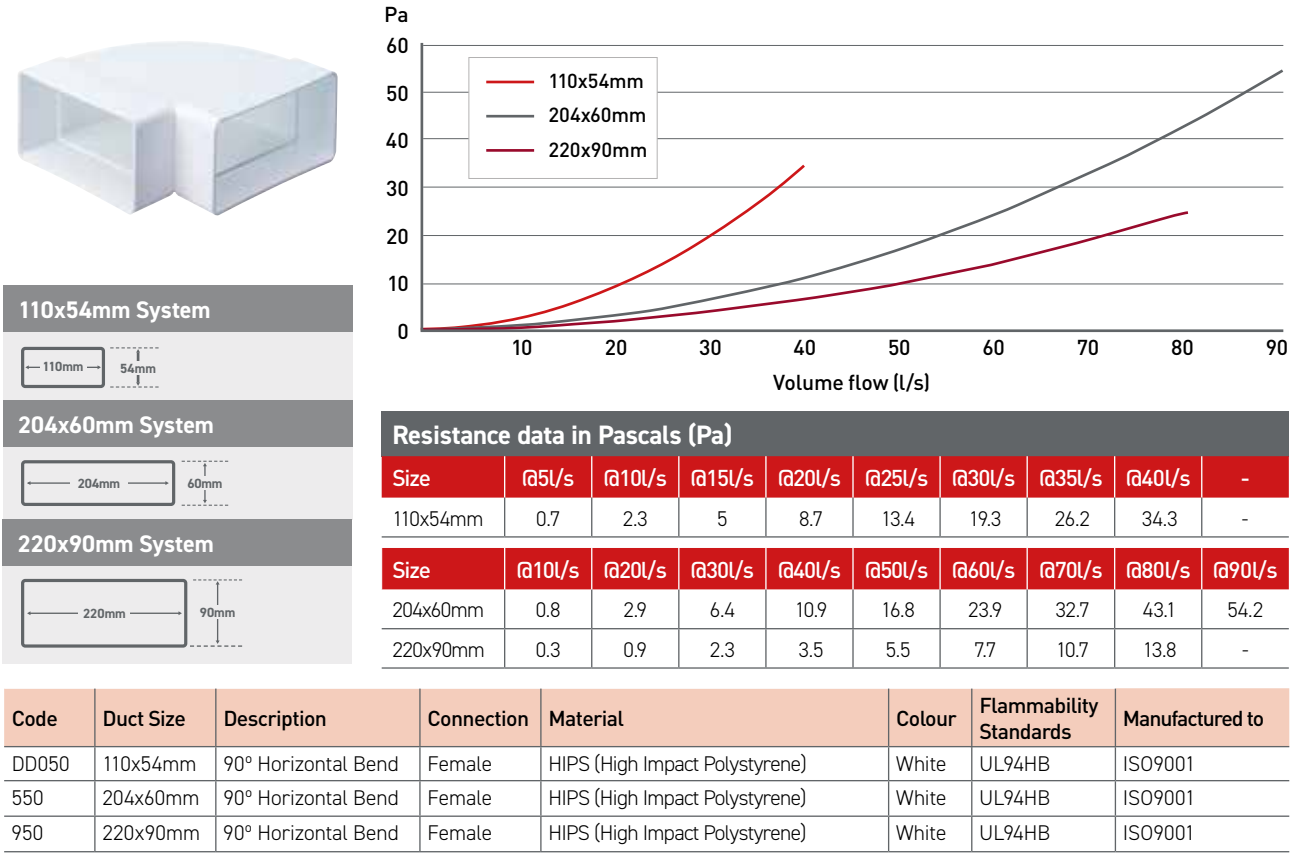 Pa
60
50
40
30
20
10
0
110x54mm
204x60mm
220x90mm
10 20 30 40 50 60 70 80 90
Volume flow (l/s)
110x54mm System
110mm 54mm
204x60mm System
204mm 60mm
220x90mm System
220mm 90mm
Resistance data in Pascals (Pa)
Size @5l/s @10l/s @15l/s @20l/s @25l/s @30l/s @35l/s @40l/s -
110x54mm 0.7 2.3 5 8.7 13.4 19.3 26.2 34.3 -
Size @10l/s @20l/s @30l/s @40l/s @50l/s @60l/s @70l/s @80l/s @90l/s
204x60mm 0.8 2.9 6.4 10.9 16.8 23.9 32.7 43.1 54.2
220x90mm 0.3 0.9 2.3 3.5 5.5 7.7 10.7 13.8 -
Code Duct Size Description Connection Material Colour Flammability Standards Manufactured to
DD050 110x54mm 90º Horizontal Bend Female HIPS (High Impact Polystyrene) White UL94HB ISO9001
550 204x60mm 90º Horizontal Bend Female HIPS (High Impact Polystyrene) White UL94HB ISO9001
950 220x90mm 90º Horizontal Bend Female HIPS (High Impact Polystyrene) White UL94HB ISO9001